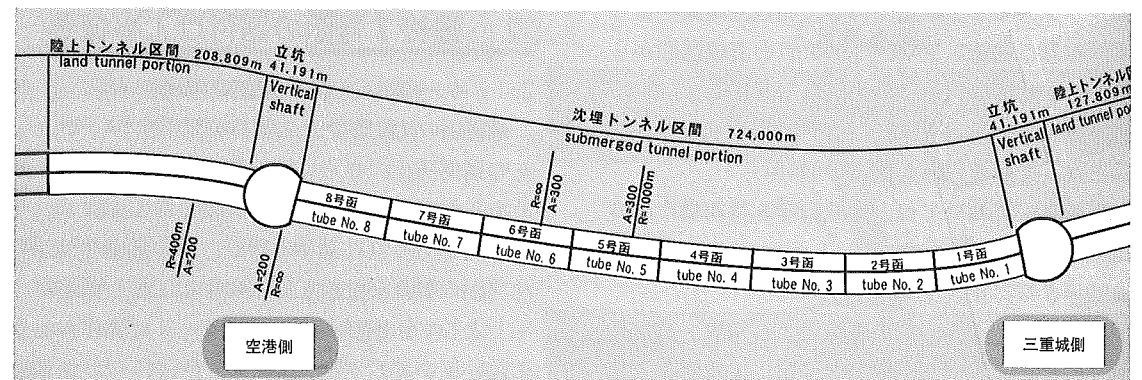 陸上トンネル区間 208.809m
land tunnel portion
立坑
41.191m
Vertical
shaft
沈埋トンネル区間 724.000m
submerged tunnel portion
立坑
41.191m
Vertical
shaft
陸上トンネル区
127.809m
land tunnel por
R=∞
A=300
A=300
R=1000m
8号函
tube No. 8
7号函
tube No. 7
6号函
tube No. 6
5号函
tube No. 5
4号函
tube No. 4
3号函
tube No. 3
2号函
tube No. 2
1号函
tube No. 1
R=400m
A=200
A=200
R=∞
空港側
三重城側